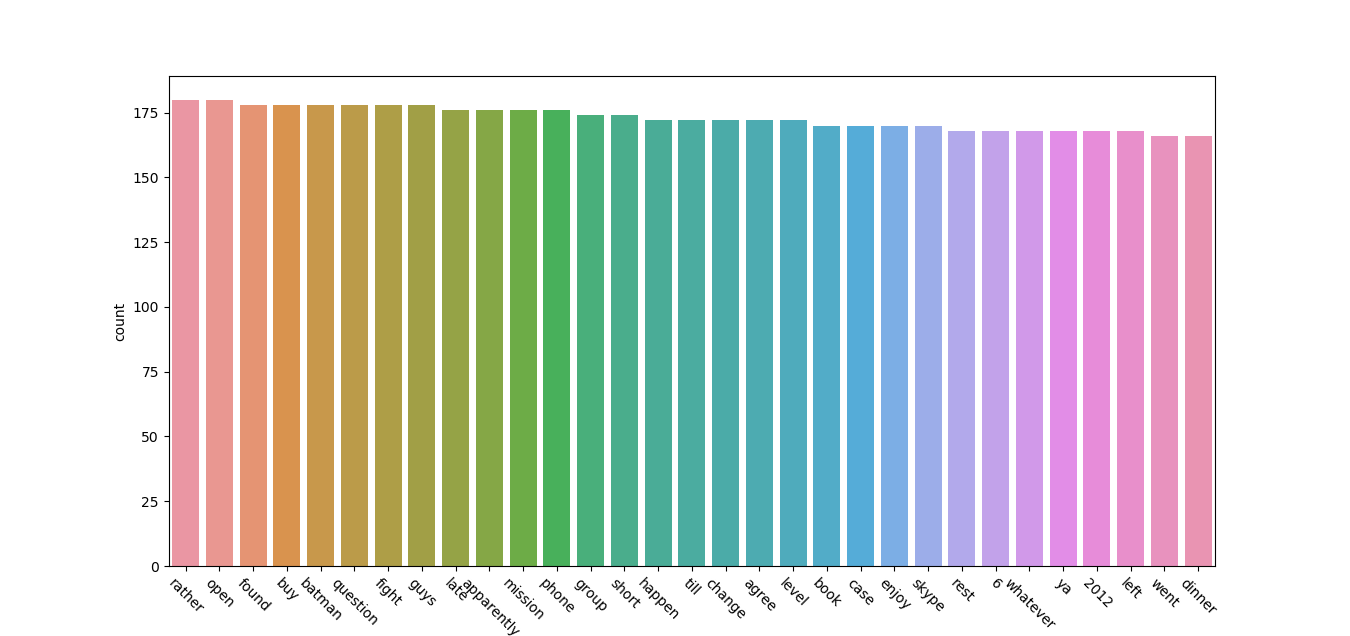 count
175
150
125
100
75
50
25
0
rather
open
found
buy
batman
question
fight
guys
late
apparently
mission
phone
group
short
happen
till
change
agree
level
book
case
enjoy
skype
rest
6
whatever
ya
2012
left
went
dinner